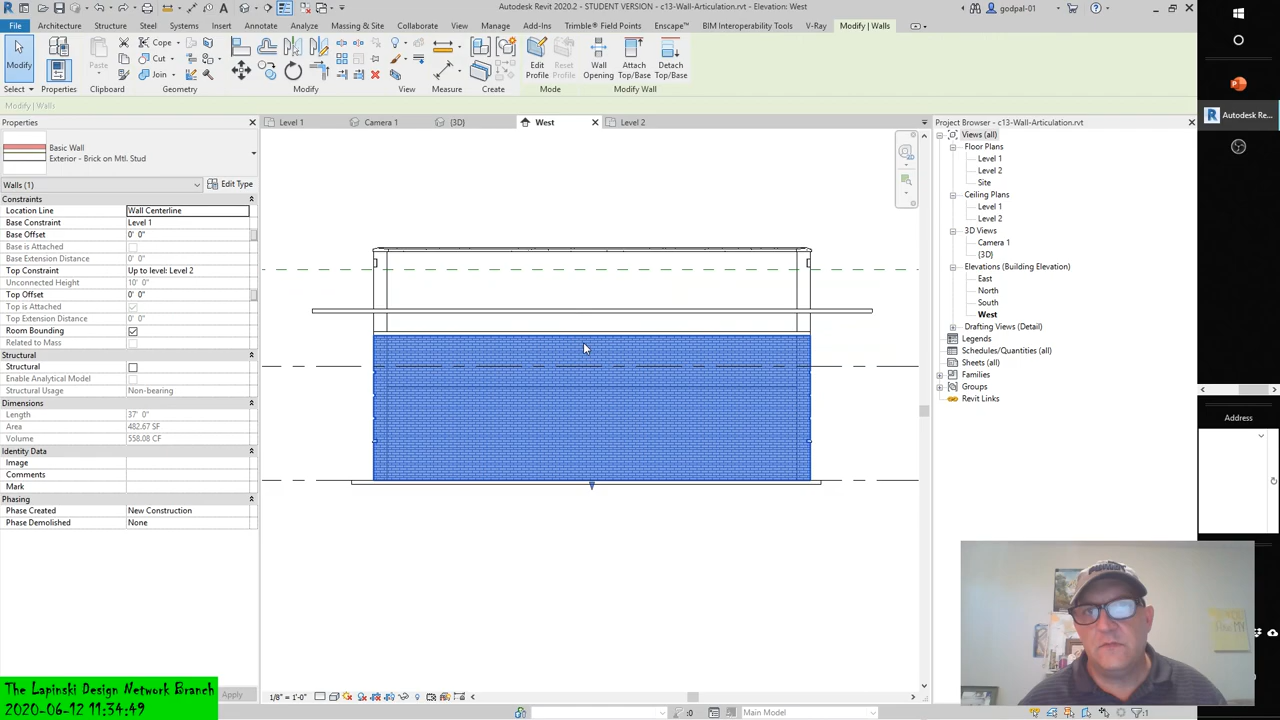 Autodesk Revit 2020.2 - STUDENT VERSION - c13-Wall-Articulation.rvt - Elevation: West
godpal-01
File Architecture Structure Steel Systems Insert Annotate Analyze Massing & Site Collaborate View Manage Add-Ins Trimble® Field Points Enscape™ BIM Interoperability Tools V-Ray Modify | Walls
Modify Properties Paste Cope Cut Join Edit Profile Reset Profile Wall Opening Attach Top/Base Detach Top/Base
Select Properties Clipboard Geometry Modify View Measure Create Mode Modify Wall
Modify | Walls
Properties
Level 1 Camera 1 {3D} West Level 2
Project Browser - c13-Wall-Articulation.rvt
Basic Wall
Exterior - Brick on Mtl. Stud
Walls (1) Edit Type
Constraints
Location Line Wall Centerline
Base Constraint Level 1
Base Offset 0' 0"
Base is Attached
Base Extension Distance 0' 0"
Top Constraint Up to level: Level 2
Unconnected Height 10' 0"
Top Offset 0' 0"
Top is Attached
Top Extension Distance 0' 0"
Room Bounding
Related to Mass
Structural
Structural
Enable Analytical Model
Structural Usage Non-bearing
Dimensions
Length 37' 0"
Area 482.67 SF
Volume 558.08 CF
Identity Data
Image
Comments
Mark
Phasing
Phase Created New Construction
Phase Demolished None
Apply
Views (all)
Floor Plans
Level 1
Level 2
Site
Ceiling Plans
Level 1
Level 2
3D Views
Camera 1
{3D}
Elevations (Building Elevation)
East
North
South
West
Drafting Views (Detail)
Legends
Schedules/Quantities (all)
Sheets (all)
Families
Groups
Revit Links
Autodesk Re...
Address
1/8" = 1'-0"
:0 Main Model :1
The Lapinski Design Network Branch
2020-06-12 11:34:49